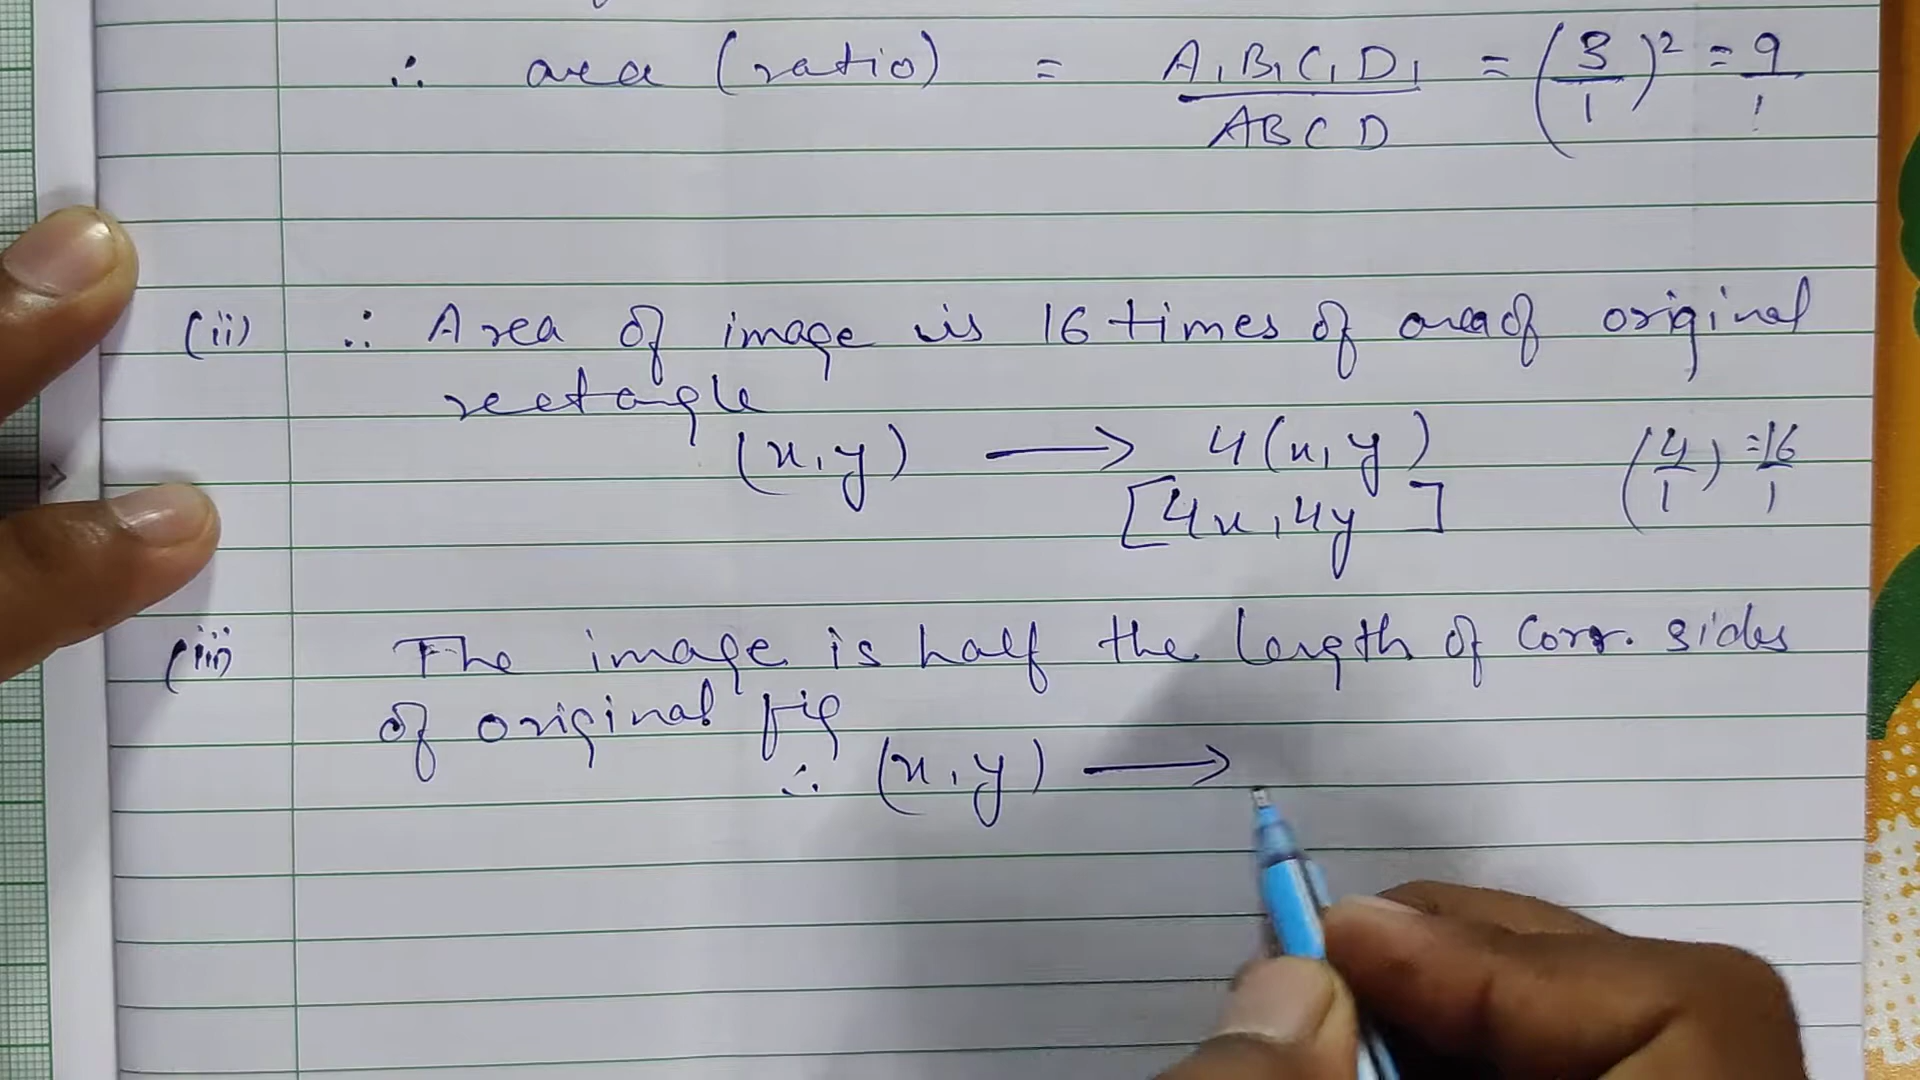 ∴ area (ratio) = A₁B₁C₁D₁ / ABCD = (3/1)² = 9/1
(ii) ∴ Area of image is 16 times of area of original
rectangle
(x, y) ⟶ 4(x, y) (4/1) = 16/1
[4x, 4y]
(iii) The image is half the length of Corr. sides
of original fig
∴ (x, y) ⟶